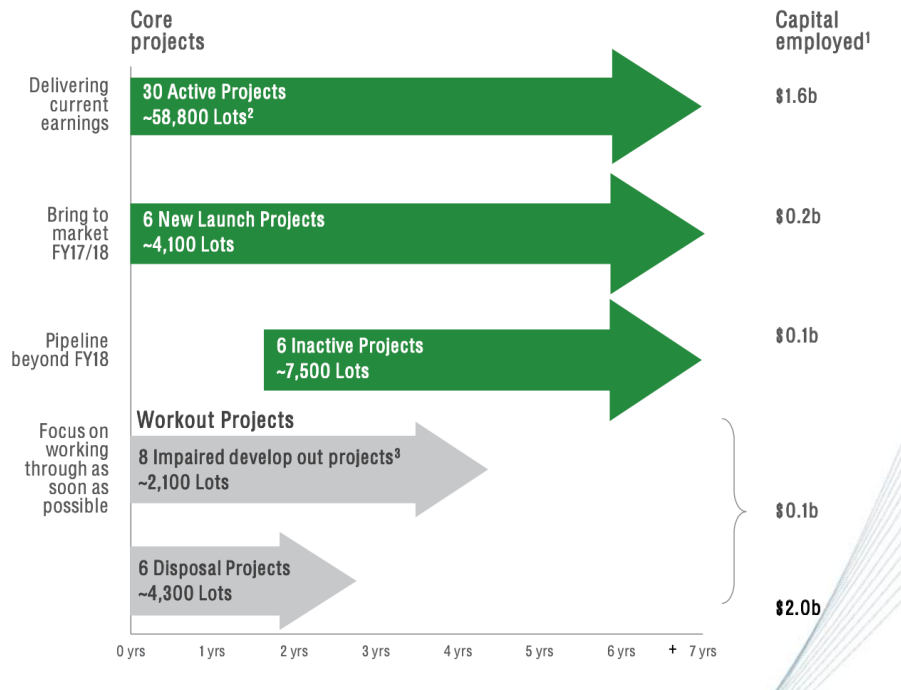 Core
projects
Capital
employed¹
Delivering
current
earnings
30 Active Projects
~58,800 Lots²
$1.6b
Bring to
market
FY17/18
6 New Launch Projects
~4,100 Lots
$0.2b
Pipeline
beyond FY18
6 Inactive Projects
~7,500 Lots
$0.1b
Workout Projects
Focus on
working
through as
soon as
possible
8 Impaired develop out projects³
~2,100 Lots
$0.1b
6 Disposal Projects
~4,300 Lots
$2.0b
0 yrs 1 yrs 2 yrs 3 yrs 4 yrs 5 yrs 6 yrs + 7 yrs